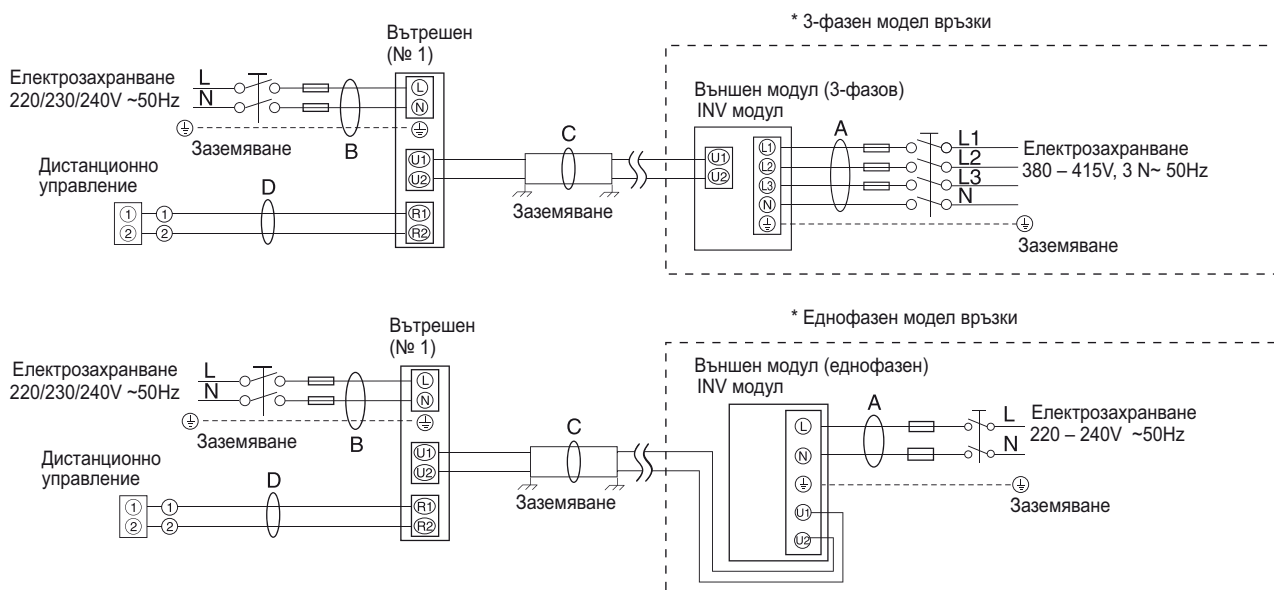 * 3-фазен модел връзки
Вътрешен
(№ 1)
Електрозахранване
220/230/240V ~50Hz
L
N
L
N
Заземяване
B
Дистанционно
управление
D
1
2
1
2
U1
U2
R1
R2
C
Заземяване
Външен модул (3-фазов)
INV модул
U1
U2
L1
L2
L3
N
A
L1
L2
L3
N
Електрозахранване
380 – 415V, 3 N~ 50Hz
Заземяване
* Еднофазен модел връзки
Вътрешен
(№ 1)
Електрозахранване
220/230/240V ~50Hz
L
N
L
N
Заземяване
B
Дистанционно
управление
D
1
2
1
2
U1
U2
R1
R2
C
Заземяване
Външен модул (еднофазен)
INV модул
L
N
U1
U2
A
L
N
Електрозахранване
220 – 240V ~50Hz
Заземяване